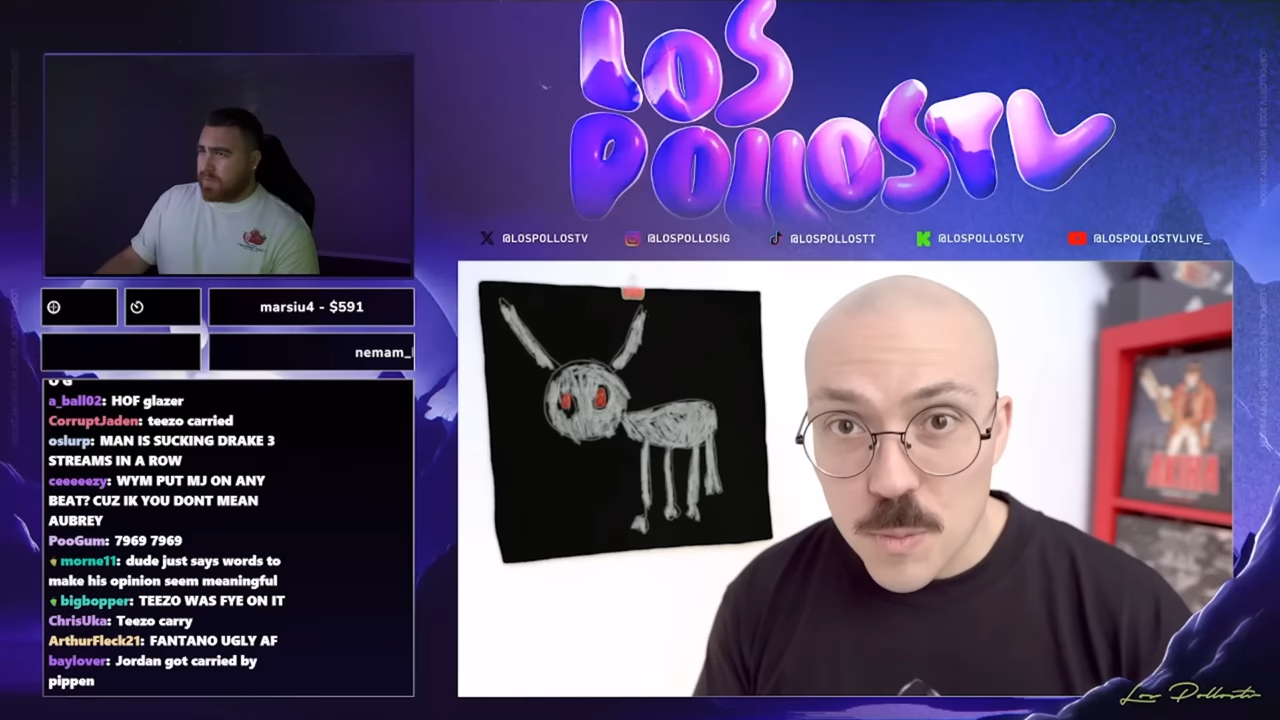 LOS
POLLOSTV
@LOSPOLLOSTV
@LOSPOLLOSIG
@LOSPOLLOSTT
@LOSPOLLOSTV
@LOSPOLLOSTVLIVE_
marsiu4 - $591
nemam_
a_ball02: HOF glazer
CorruptJaden: teezo carried
oslurp: MAN IS SUCKING DRAKE 3
STREAMS IN A ROW
ceeeeezy: WYM PUT MJ ON ANY
BEAT? CUZ IK YOU DONT MEAN
AUBREY
PooGum: 7969 7969
morne11: dude just says words to
make his opinion seem meaningful
bigbopper: TEEZO WAS FYE ON IT
ChrisUka: Teezo carry
ArthurFleck21: FANTANO UGLY AF
baylover: Jordan got carried by
pippen
AKIRA
Los Pollostv